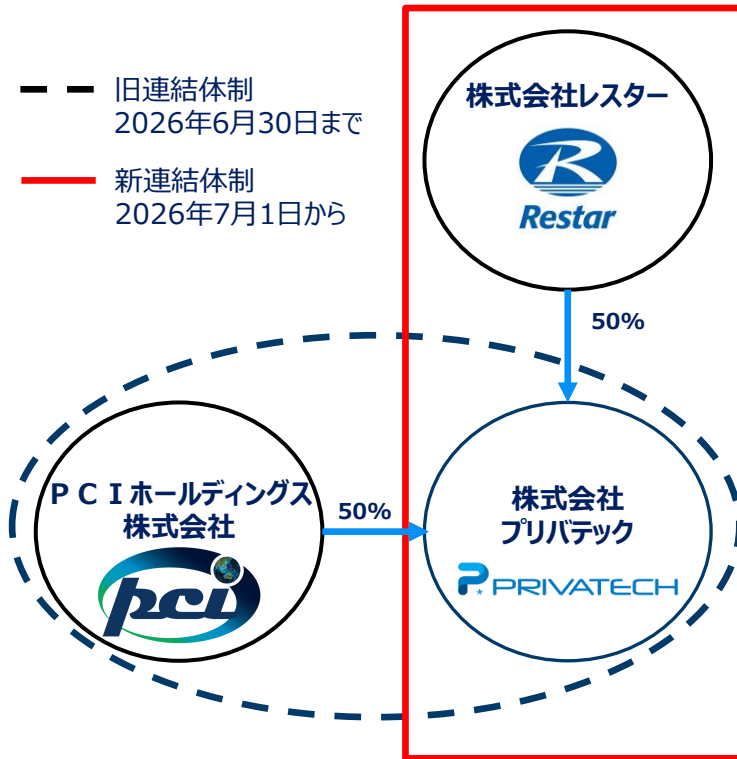 旧連結体制
2026年6月30日まで
新連結体制
2026年7月1日から
株式会社レスター
R
Restar
50%
ＰＣＩホールディングス
株式会社
pci
50%
株式会社
プリバテック
PRIVATECH